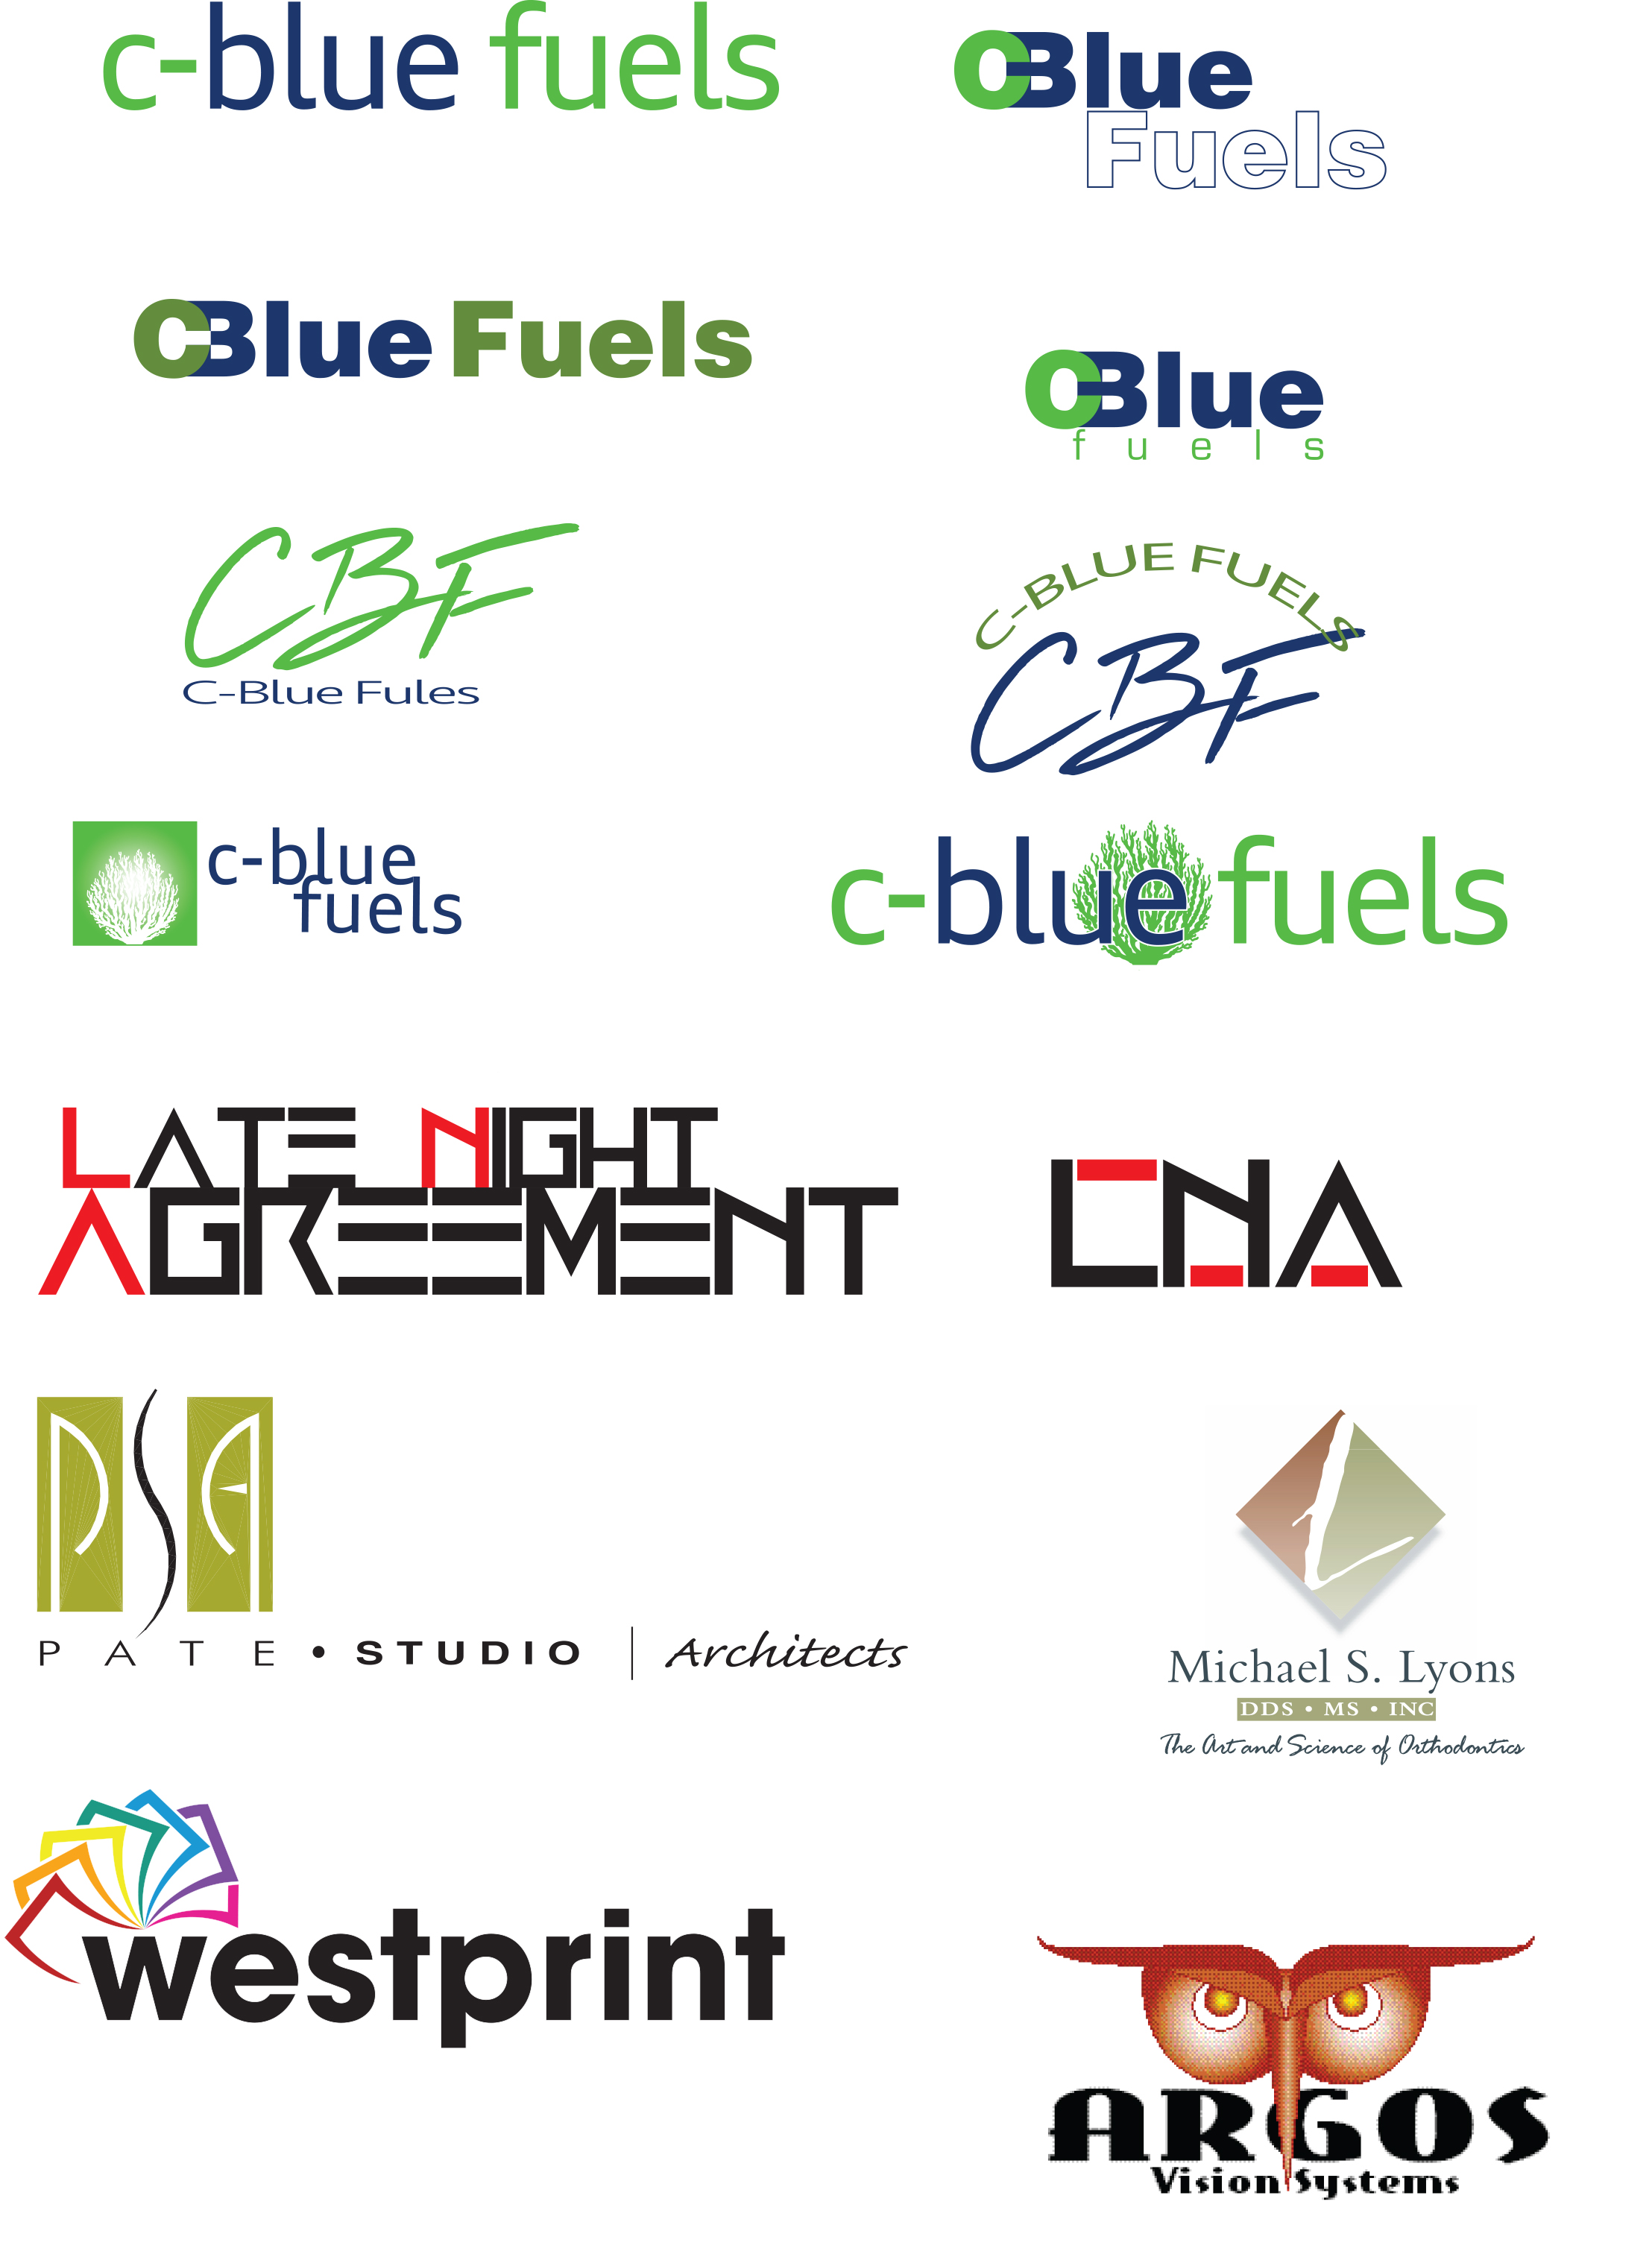 c-blue fuels
CBlue
Fuels
CBlue Fuels
CBlue
fuels
CBF
C-Blue Fules
C-BLUE FUELS
CBF
c-blue
fuels
c-blue fuels
LATE NIGHT
AGREEMENT
LNA
PSA
PATE • STUDIO | Architects
Michael S. Lyons
DDS • MS • INC
The Art and Science of Orthodontics
westprint
ARGOS
Vision Systems